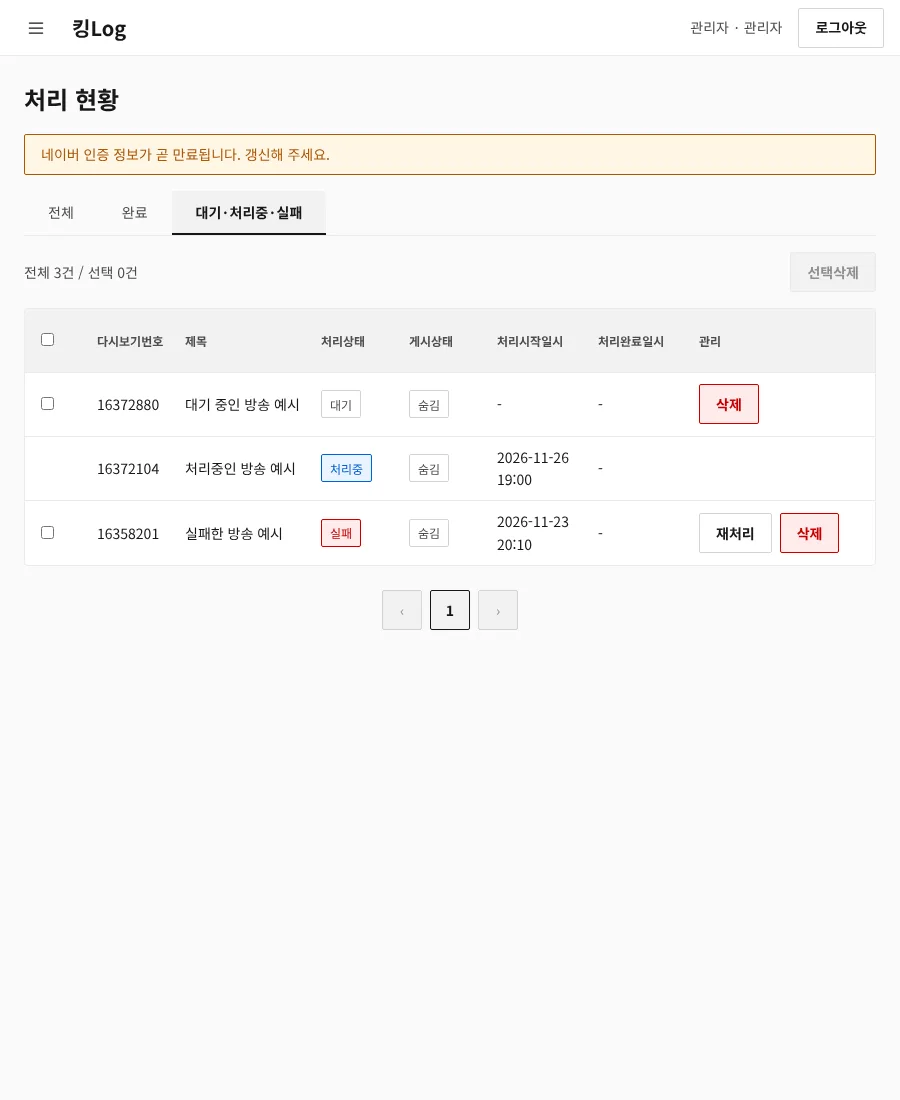 킹Log
관리자 · 관리자
로그아웃
처리 현황
네이버 인증 정보가 곧 만료됩니다. 갱신해 주세요.
전체 완료 대기·처리중·실패
전체 3건 / 선택 0건
선택삭제
다시보기번호 제목 처리상태 게시상태 처리시작일시 처리완료일시 관리
16372880 대기 중인 방송 예시 대기 숨김 - - 삭제
16372104 처리중인 방송 예시 처리중 숨김 2026-11-26 19:00 -
16358201 실패한 방송 예시 실패 숨김 2026-11-23 20:10 - 재처리 삭제
‹ 1 ›